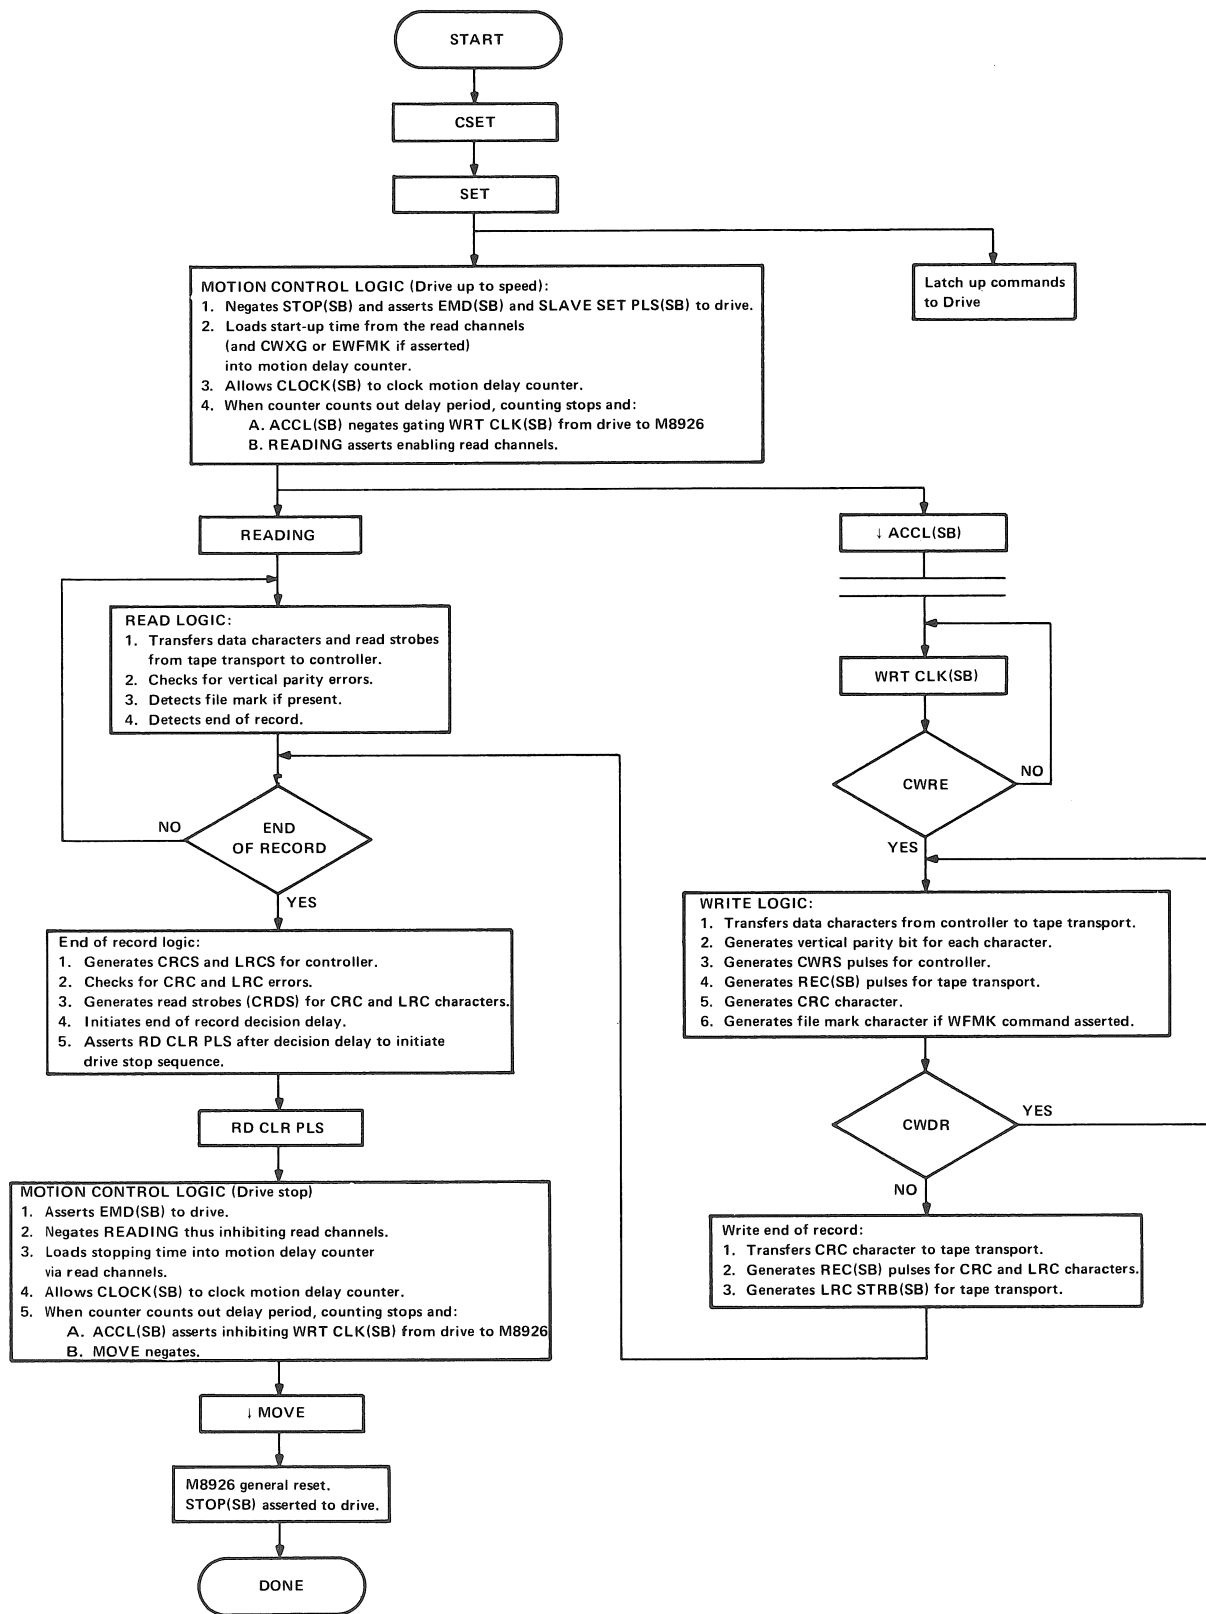 START
CSET
SET
MOTION CONTROL LOGIC (Drive up to speed):
1. Negates STOP(SB) and asserts EMD(SB) and SLAVE SET PLS(SB) to drive.
2. Loads start-up time from the read channels
(and CWXG or EWFMK if asserted)
into motion delay counter.
3. Allows CLOCK(SB) to clock motion delay counter.
4. When counter counts out delay period, counting stops and:
A. ACCL(SB) negates gating WRT CLK(SB) from drive to M8926
B. READING asserts enabling read channels.
Latch up commands
to Drive
READING
↓ ACCL(SB)
READ LOGIC:
1. Transfers data characters and read strobes
from tape transport to controller.
2. Checks for vertical parity errors.
3. Detects file mark if present.
4. Detects end of record.
WRT CLK(SB)
CWRE
NO
YES
END
OF RECORD
NO
YES
WRITE LOGIC:
1. Transfers data characters from controller to tape transport.
2. Generates vertical parity bit for each character.
3. Generates CWRS pulses for controller.
4. Generates REC(SB) pulses for tape transport.
5. Generates CRC character.
6. Generates file mark character if WFMK command asserted.
End of record logic:
1. Generates CRCS and LRCS for controller.
2. Checks for CRC and LRC errors.
3. Generates read strobes (CRDS) for CRC and LRC characters.
4. Initiates end of record decision delay.
5. Asserts RD CLR PLS after decision delay to initiate
drive stop sequence.
CWDR
YES
NO
RD CLR PLS
MOTION CONTROL LOGIC (Drive stop)
1. Asserts EMD(SB) to drive.
2. Negates READING thus inhibiting read channels.
3. Loads stopping time into motion delay counter
via read channels.
4. Allows CLOCK(SB) to clock motion delay counter.
5. When counter counts out delay period, counting stops and:
A. ACCL(SB) asserts inhibiting WRT CLK(SB) from drive to M8926
B. MOVE negates.
Write end of record:
1. Transfers CRC character to tape transport.
2. Generates REC(SB) pulses for CRC and LRC characters.
3. Generates LRC STRB(SB) for tape transport.
↓ MOVE
M8926 general reset.
STOP(SB) asserted to drive.
DONE